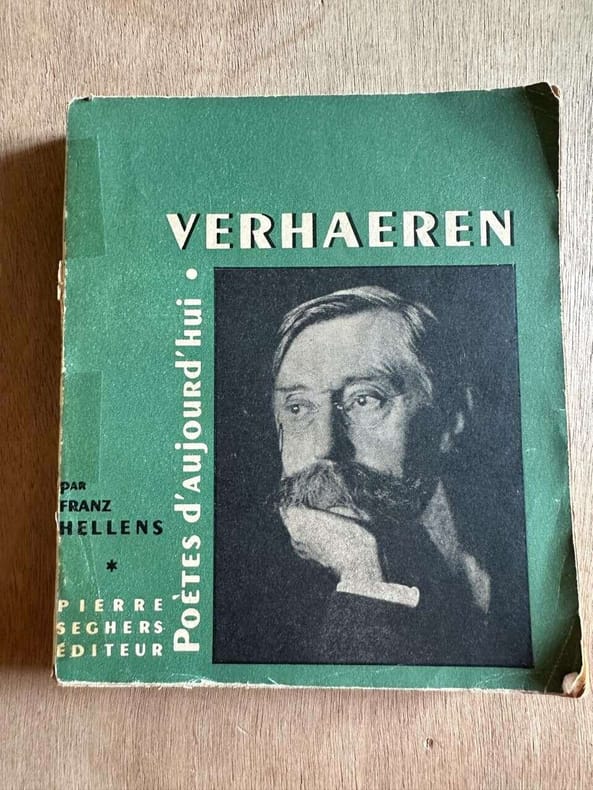 VERHAEREN
Poètes d'Aujourd'hui •
par
FRANZ
HELLENS
*
PIERRE
SEGHERS
ÉDITEUR